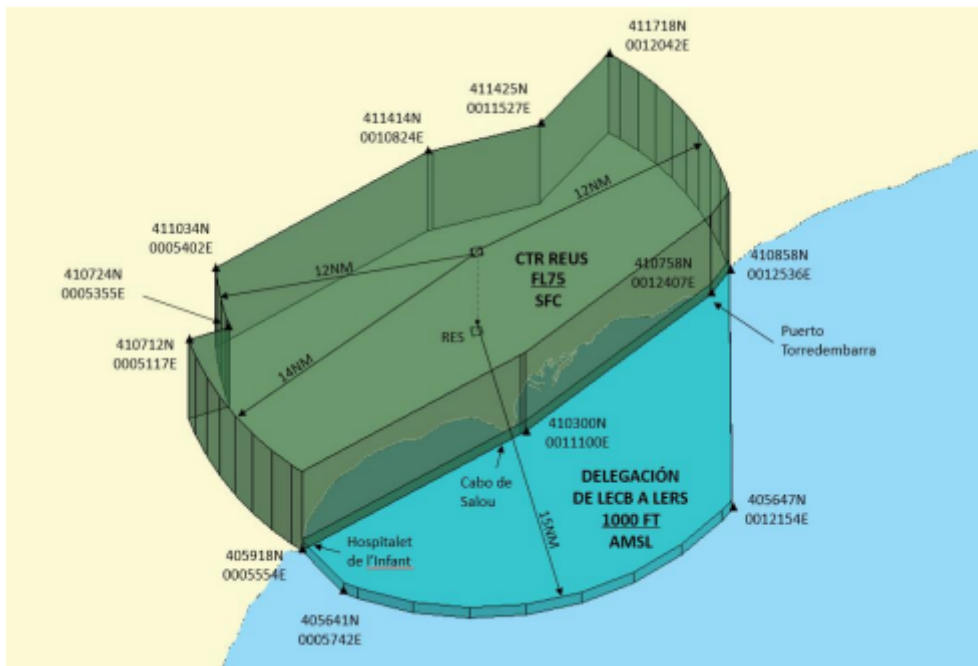 411718N
0012042E
411425N
0011527E
411414N
0010824E
12NM
411034N
0005402E
410724N
0005355E
12NM
CTR REUS
FL75
SFC
410758N
0012407E
410858N
0012536E
410712N
0005117E
RES
Puerto
Torredembarra
14NM
410300N
0011100E
Cabo de
Salou
DELEGACIÓN
DE LECB A LERS
1000 FT
AMSL
15NM
405647N
0012154E
Hospitalet
de l'Infant
405918N
0005554E
405641N
0005742E